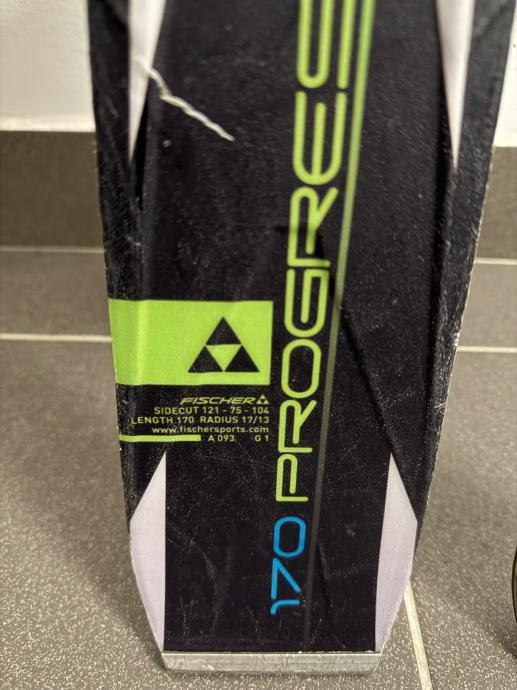 FISCHER
SIDECUT 121 - 75 - 104
LENGTH 170 RADIUS 17/13
www.fischersports.com
A 093 G 1
170 PROGRES